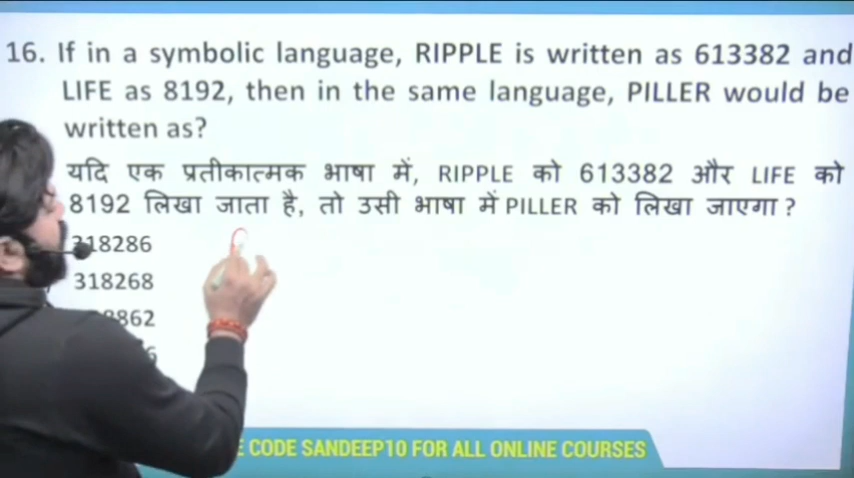 16. If in a symbolic language, RIPPLE is written as 613382 and
LIFE as 8192, then in the same language, PILLER would be
written as?
यदि एक प्रतीकात्मक भाषा में, RIPPLE को 613382 और LIFE को
8192 लिखा जाता है, तो उसी भाषा में PILLER को लिखा जाएगा ?
318286
318268
862
6
CODE SANDEEP10 FOR ALL ONLINE COURSES